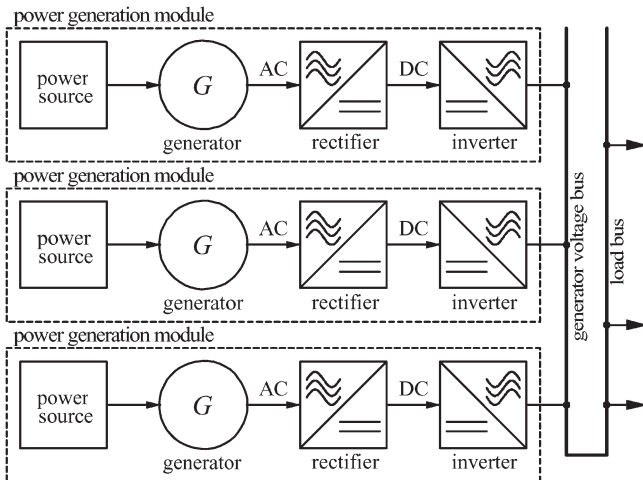 power generation module
power
source
G
generator
AC
rectifier
DC
inverter
power generation module
power
source
G
generator
AC
rectifier
DC
inverter
power generation module
power
source
G
generator
AC
rectifier
DC
inverter
generator voltage bus
load bus